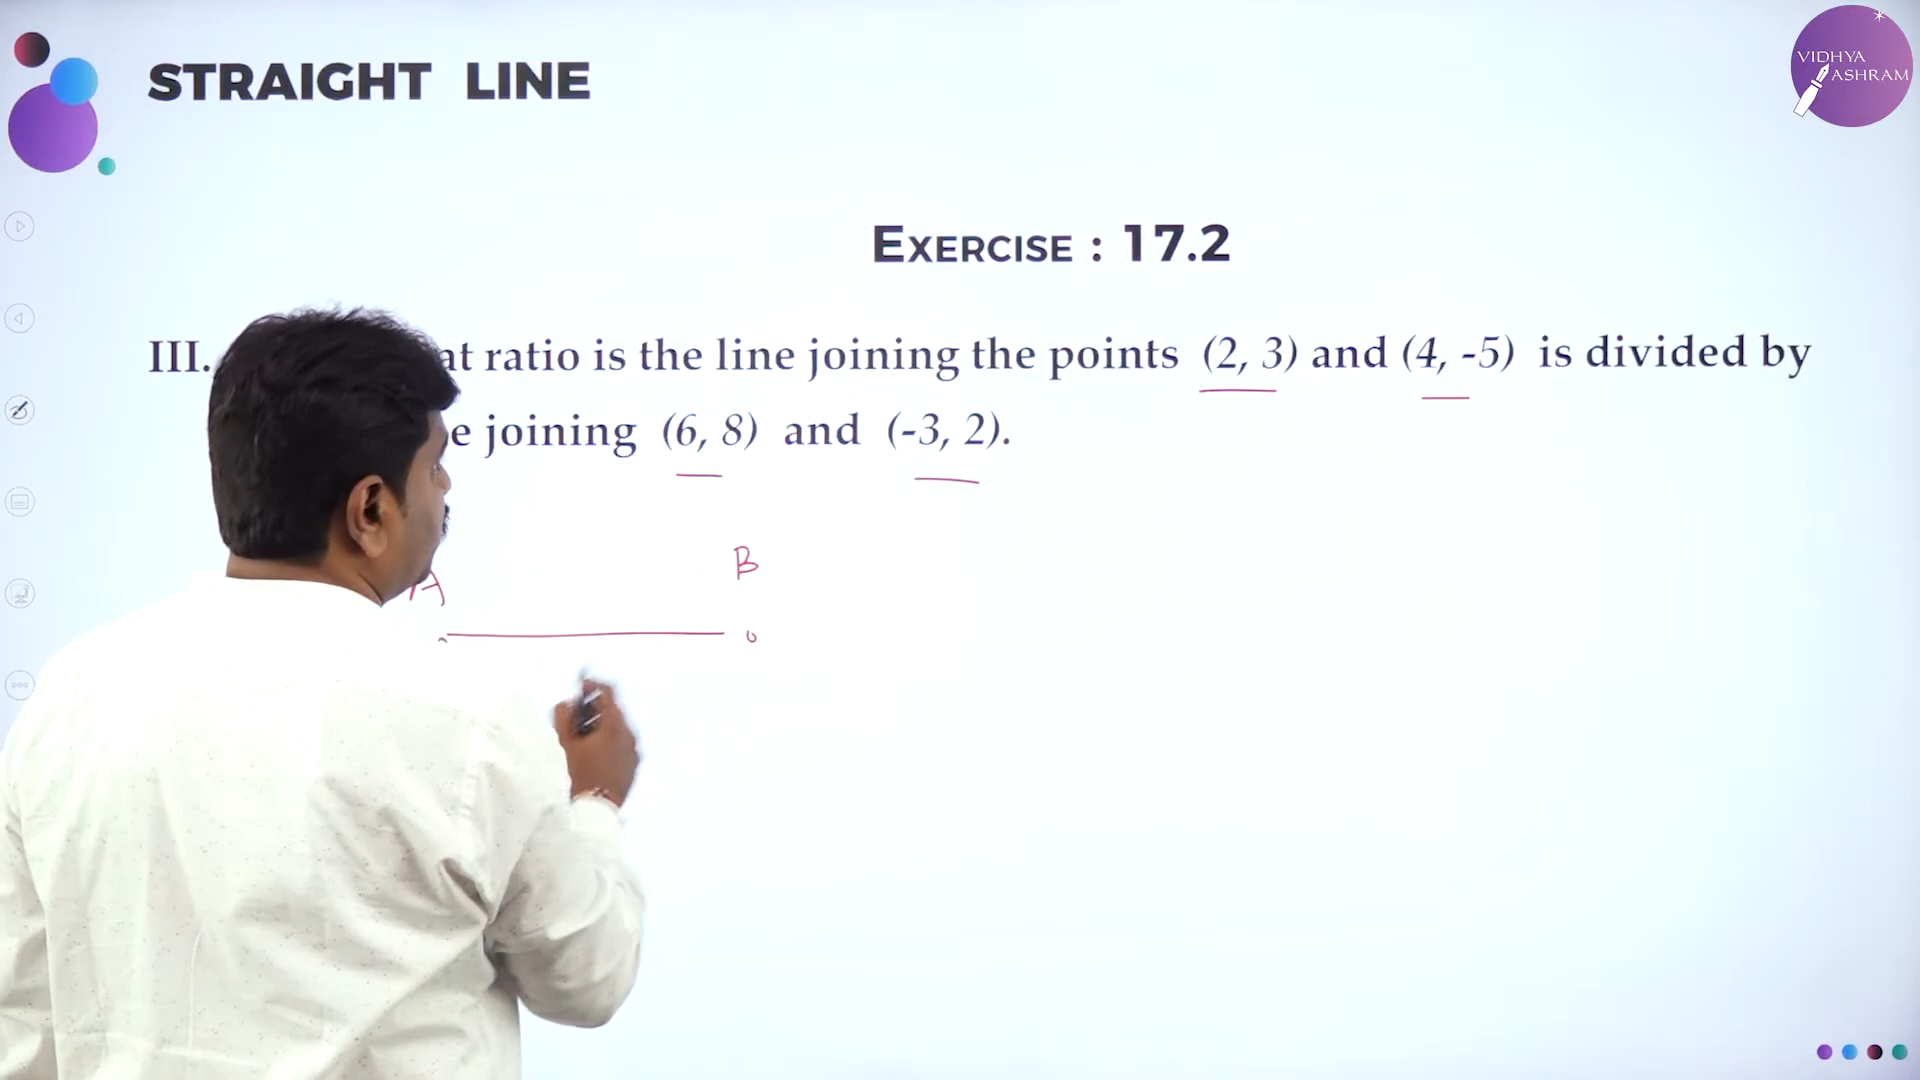 STRAIGHT LINE
VIDHYA
ASHRAM
EXERCISE : 17.2
III. at ratio is the line joining the points (2, 3) and (4, -5) is divided by
e joining (6, 8) and (-3, 2).
A B